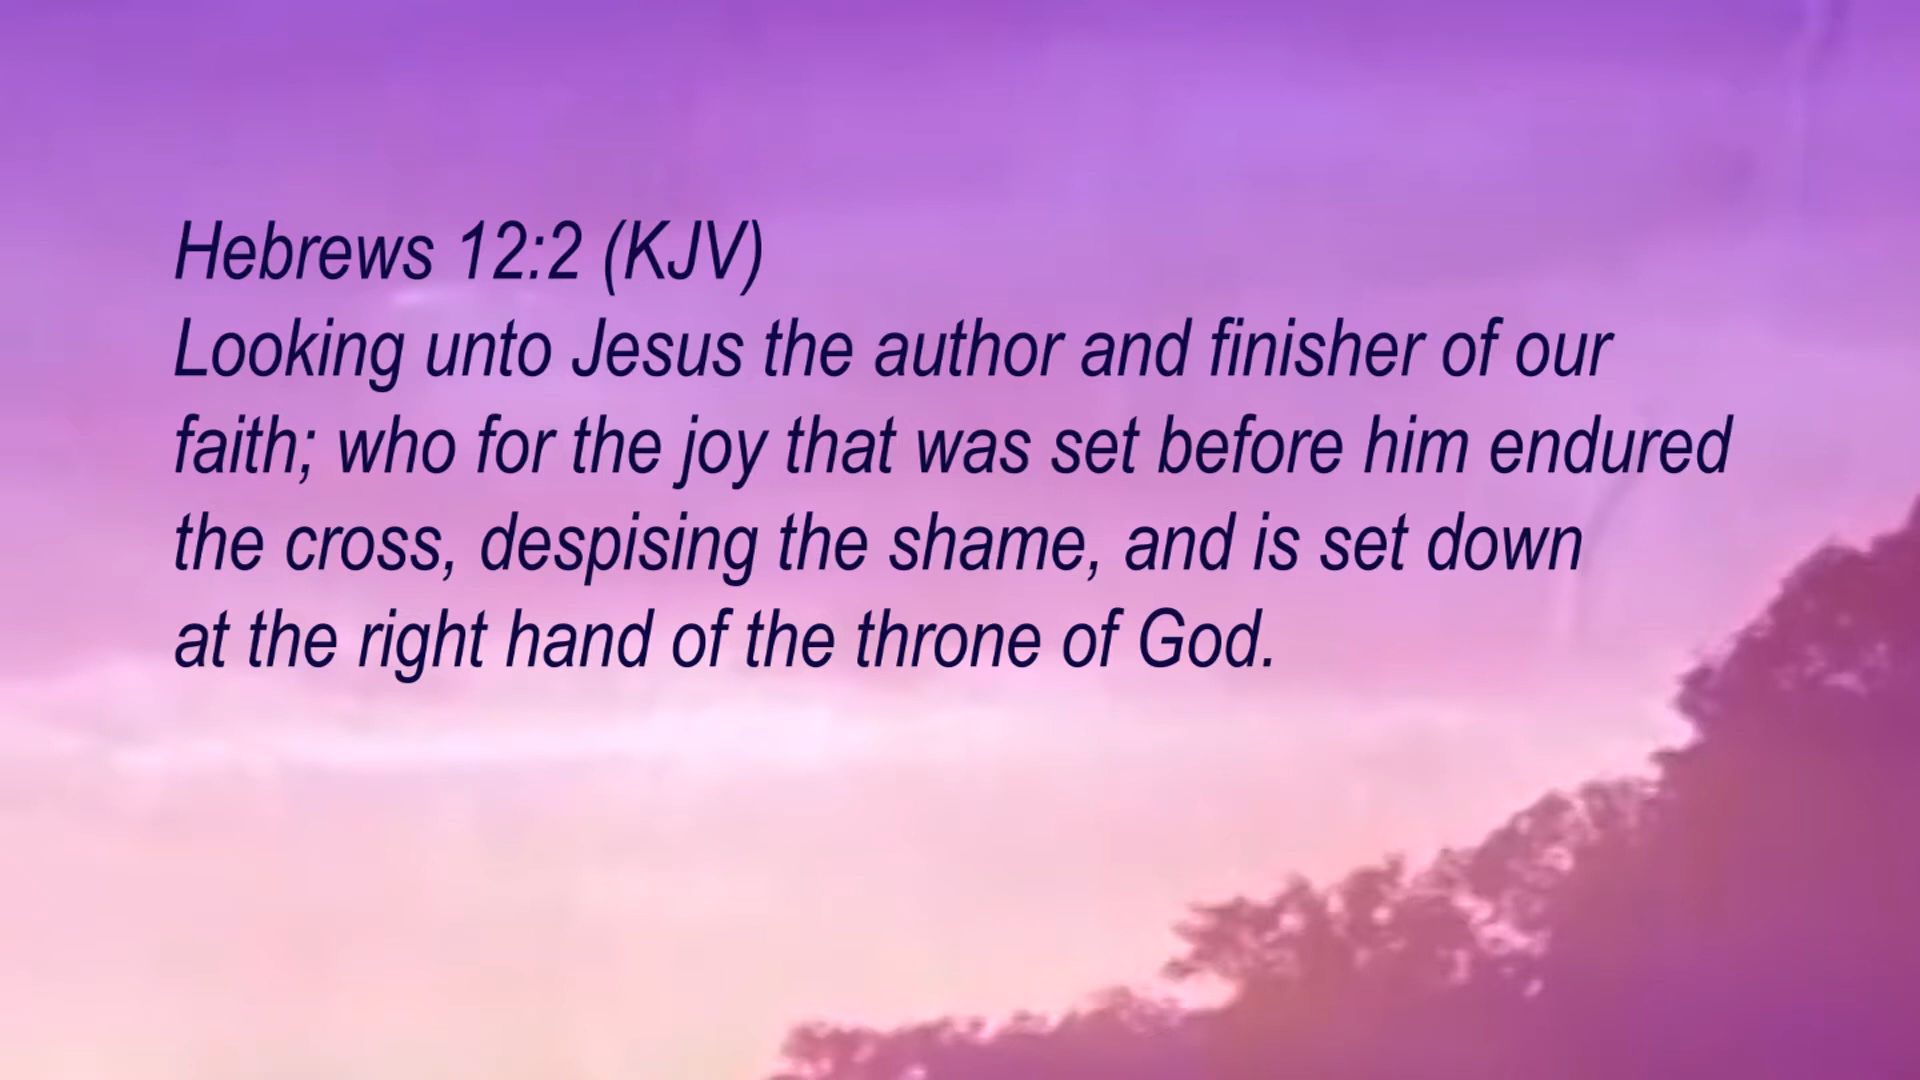 Hebrews 12:2 (KJV)
Looking unto Jesus the author and finisher of our
faith; who for the joy that was set before him endured
the cross, despising the shame, and is set down
at the right hand of the throne of God.